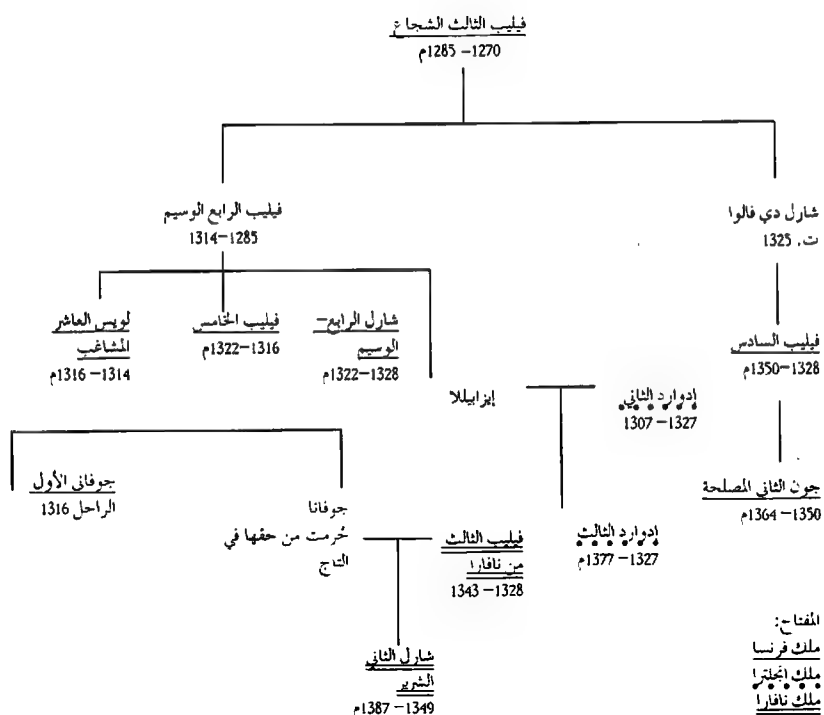 فيليب الثالث الشجاع
1270–1285م
شارل دي فالوا
ت. 1325
فيليب الرابع الوسيم
1285–1314
فيليب السادس
1328–1350م
شارل الرابع–
الوسيم
1322–1328م
فيليب الخامس
1316–1322م
لويس العاشر
المشاغب
1314–1316م
إدوارد الثاني
1307–1327
إيزابيللا
جون الثاني المصلحة
1350–1364م
إدوارد الثالث
1327–1377م
فيليب الثالث
من نافارا
1328–1343
جوفانا
حُرمت من حقها في
التاج
جوفاني الأول
الراحل 1316
شارل الثاني
الشرير
1349–1387م
المفتاح:
ملك فرنسا
ملك انجلترا
ملك نافارا